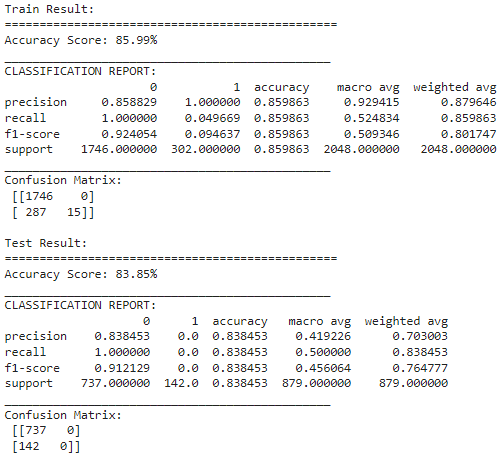 Train Result:
================================================
Accuracy Score: 85.99%
_______________________________________________
CLASSIFICATION REPORT:
0 1 accuracy macro avg weighted avg
precision 0.858829 1.000000 0.859863 0.929415 0.879646
recall 1.000000 0.049669 0.859863 0.524834 0.859863
f1-score 0.924054 0.094637 0.859863 0.509346 0.801747
support 1746.000000 302.000000 0.859863 2048.000000 2048.000000
_______________________________________________
Confusion Matrix:
[[1746 0]
[ 287 15]]
Test Result:
================================================
Accuracy Score: 83.85%
_______________________________________________
CLASSIFICATION REPORT:
0 1 accuracy macro avg weighted avg
precision 0.838453 0.0 0.838453 0.419226 0.703003
recall 1.000000 0.0 0.838453 0.500000 0.838453
f1-score 0.912129 0.0 0.838453 0.456064 0.764777
support 737.000000 142.0 0.838453 879.000000 879.000000
_______________________________________________
Confusion Matrix:
[[737 0]
[142 0]]